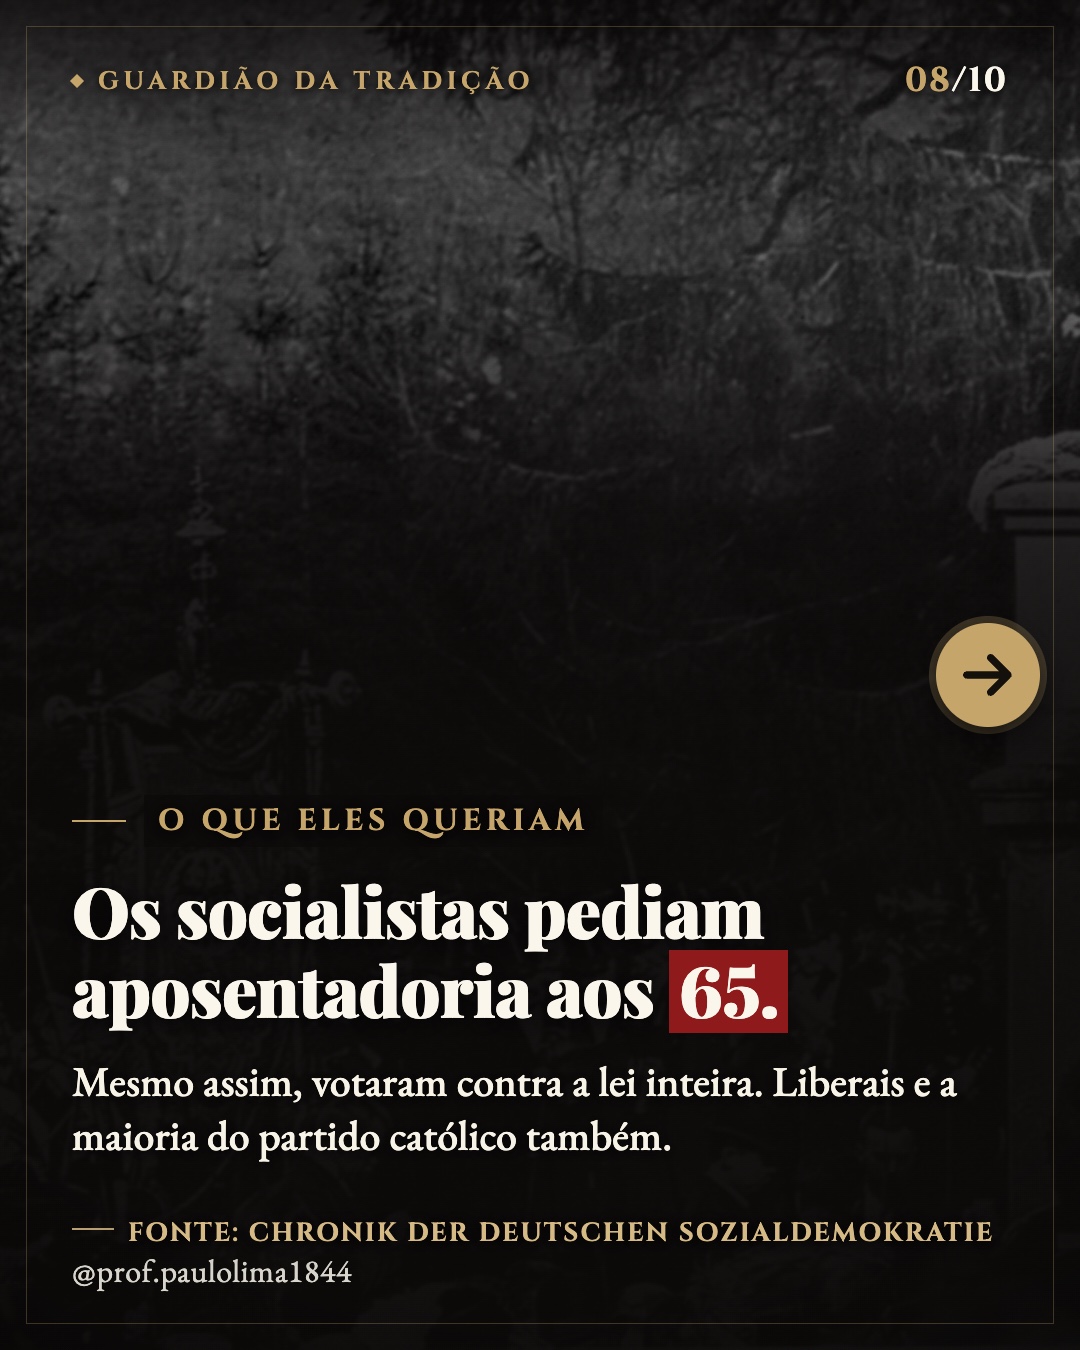 GUARDIÃO DA TRADIÇÃO
08/10
O QUE ELES QUERIAM
Os socialistas pediam
aposentadoria aos 65.
Mesmo assim, votaram contra a lei inteira. Liberais e a
maioria do partido católico também.
FONTE: CHRONIK DER DEUTSCHEN SOZIALDEMOKRATIE
@prof.paulolima1844